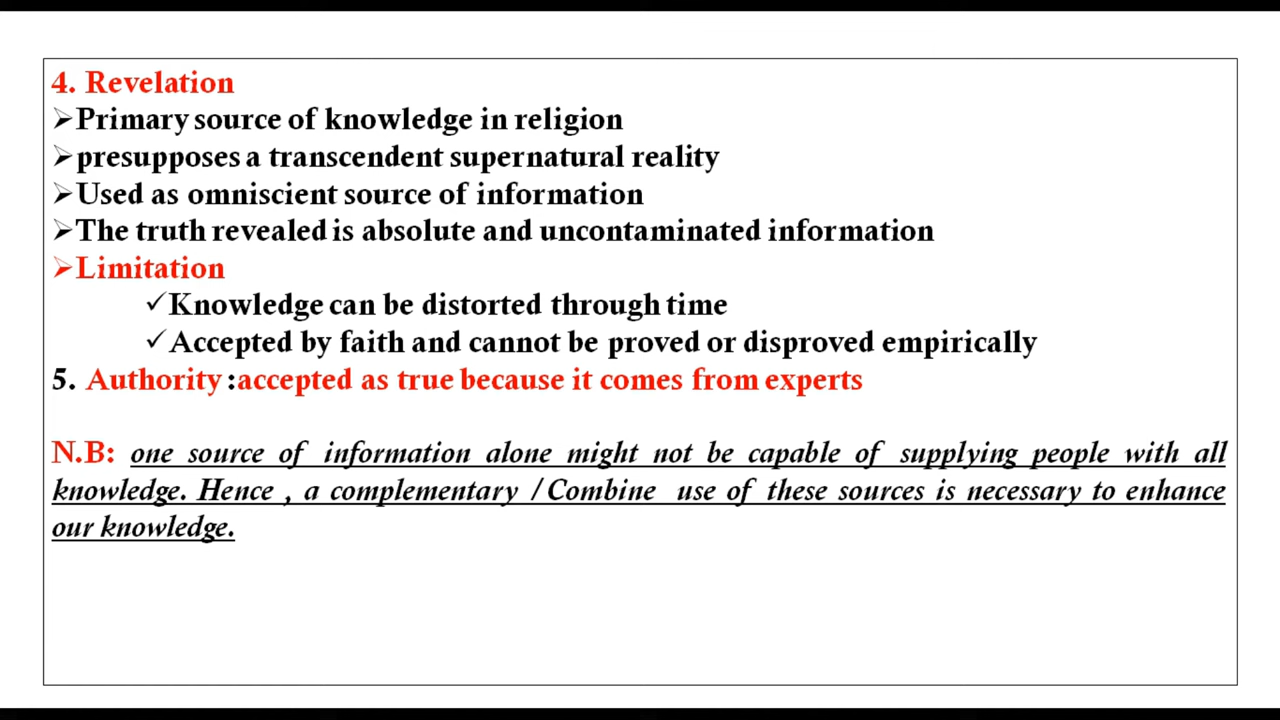 4. Revelation
➢Primary source of knowledge in religion
➢presupposes a transcendent supernatural reality
➢Used as omniscient source of information
➢The truth revealed is absolute and uncontaminated information
➢Limitation
✓Knowledge can be distorted through time
✓Accepted by faith and cannot be proved or disproved empirically
5. Authority :accepted as true because it comes from experts
N.B: one source of information alone might not be capable of supplying people with all
knowledge. Hence , a complementary /Combine use of these sources is necessary to enhance
our knowledge.